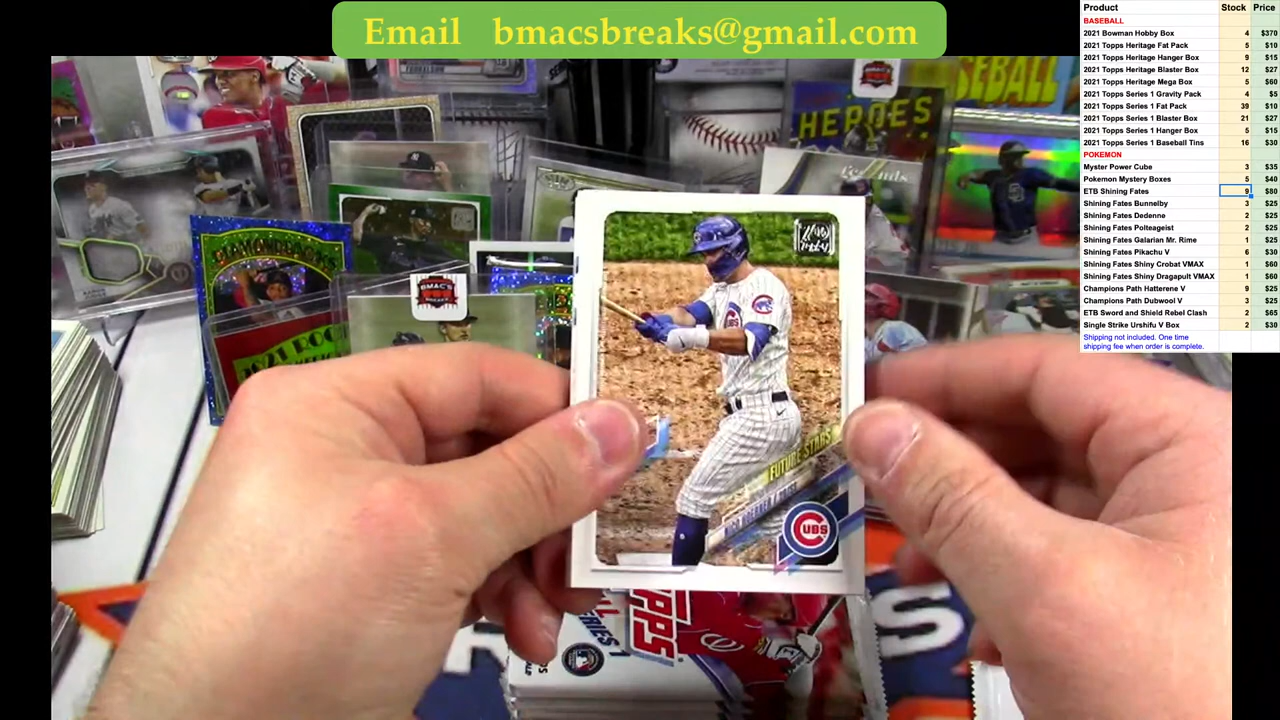 Email bmacsbreaks@gmail.com
Product Stock Price
BASEBALL
2021 Bowman Hobby Box 4 $370
2021 Topps Heritage Fat Pack 5 $10
2021 Topps Heritage Hanger Box 9 $15
2021 Topps Heritage Blaster Box 12 $27
2021 Topps Heritage Mega Box 5 $60
2021 Topps Series 1 Gravity Pack 4 $5
2021 Topps Series 1 Fat Pack 39 $10
2021 Topps Series 1 Blaster Box 21 $27
2021 Topps Series 1 Hanger Box 5 $15
2021 Topps Series 1 Baseball Tins 16 $30
POKEMON
Myster Power Cube 3 $35
Pokemon Mystery Boxes 5 $40
ETB Shining Fates 9 $80
Shining Fates Bunnelby 3 $25
Shining Fates Dedenne 2 $25
Shining Fates Polteageist 2 $25
Shining Fates Galarian Mr. Rime 1 $25
Shining Fates Pikachu V 6 $30
Shining Fates Shiny Crobat VMAX 1 $60
Shining Fates Shiny Dragapult VMAX 1 $60
Champions Path Hatterene V 9 $25
Champions Path Dubwool V 3 $25
ETB Sword and Shield Rebel Clash 2 $65
Single Strike Urshifu V Box 2 $30
Shipping not included. One time
shipping fee when order is complete.
HEROES
DIAMONDBACKS
BMAC'S
CUBS
FUTURE STARS
CUBS
TOPPS
SERIES 1
S